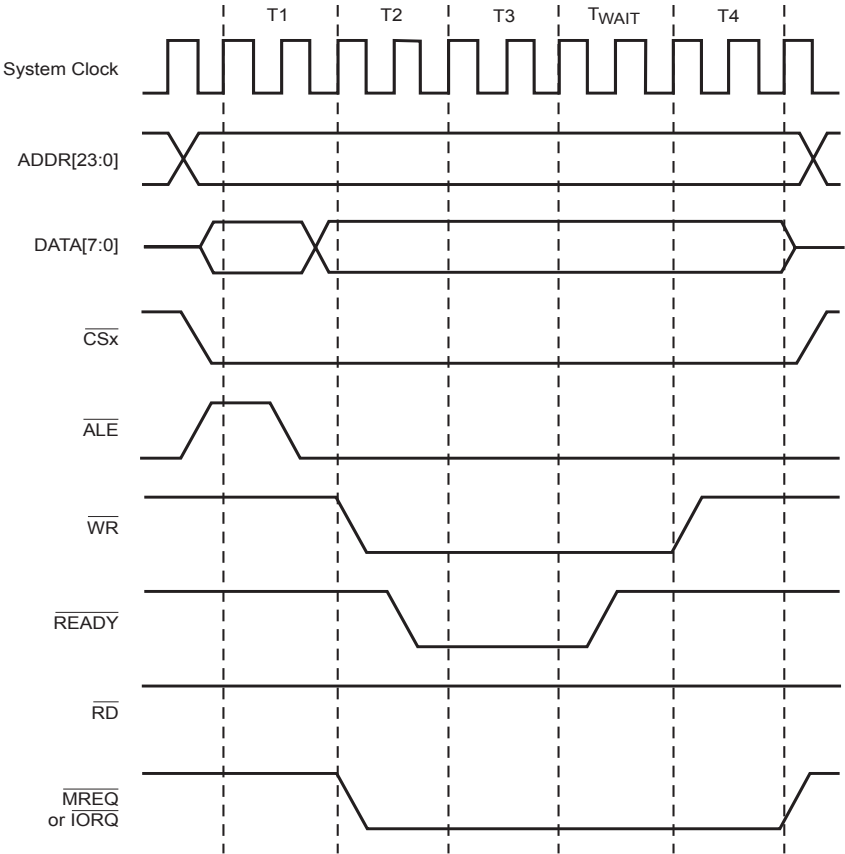 T1 T2 T3 TWAIT T4
System Clock
ADDR[23:0]
DATA[7:0]
CSx
ALE
WR
READY
RD
MREQ
or IORQ